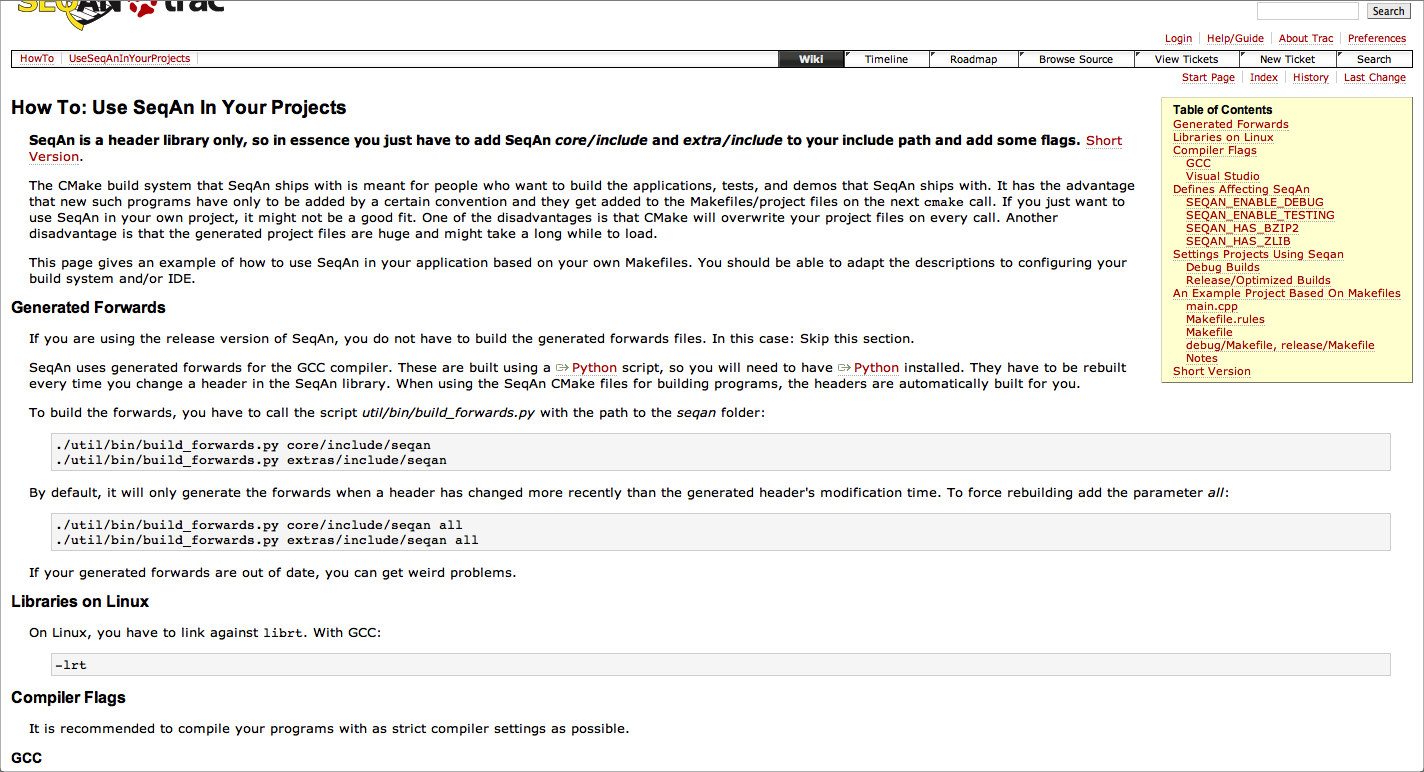 SEQAN trac
Search
Login Help/Guide About Trac Preferences
HowTo UseSeqAnInYourProjects Wiki Timeline Roadmap Browse Source View Tickets New Ticket Search
Start Page Index History Last Change
How To: Use SeqAn In Your Projects
SeqAn is a header library only, so in essence you just have to add SeqAn core/include and extra/include to your include path and add some flags. Short
Version.
The CMake build system that SeqAn ships with is meant for people who want to build the applications, tests, and demos that SeqAn ships with. It has the advantage
that new such programs have only to be added by a certain convention and they get added to the Makefiles/project files on the next cmake call. If you just want to
use SeqAn in your own project, it might not be a good fit. One of the disadvantages is that CMake will overwrite your project files on every call. Another
disadvantage is that the generated project files are huge and might take a long while to load.
This page gives an example of how to use SeqAn in your application based on your own Makefiles. You should be able to adapt the descriptions to configuring your
build system and/or IDE.
Generated Forwards
If you are using the release version of SeqAn, you do not have to build the generated forwards files. In this case: Skip this section.
SeqAn uses generated forwards for the GCC compiler. These are built using a Python script, so you will need to have Python installed. They have to be rebuilt
every time you change a header in the SeqAn library. When using the SeqAn CMake files for building programs, the headers are automatically built for you.
To build the forwards, you have to call the script util/bin/build_forwards.py with the path to the seqan folder:
./util/bin/build_forwards.py core/include/seqan
./util/bin/build_forwards.py extras/include/seqan
By default, it will only generate the forwards when a header has changed more recently than the generated header's modification time. To force rebuilding add the parameter all:
./util/bin/build_forwards.py core/include/seqan all
./util/bin/build_forwards.py extras/include/seqan all
If your generated forwards are out of date, you can get weird problems.
Libraries on Linux
On Linux, you have to link against librt. With GCC:
-lrt
Compiler Flags
It is recommended to compile your programs with as strict compiler settings as possible.
GCC
Table of Contents
Generated Forwards
Libraries on Linux
Compiler Flags
GCC
Visual Studio
Defines Affecting SeqAn
SEQAN_ENABLE_DEBUG
SEQAN_ENABLE_TESTING
SEQAN_HAS_BZIP2
SEQAN_HAS_ZLIB
Settings Projects Using Seqan
Debug Builds
Release/Optimized Builds
An Example Project Based On Makefiles
main.cpp
Makefile.rules
Makefile
debug/Makefile, release/Makefile
Notes
Short Version